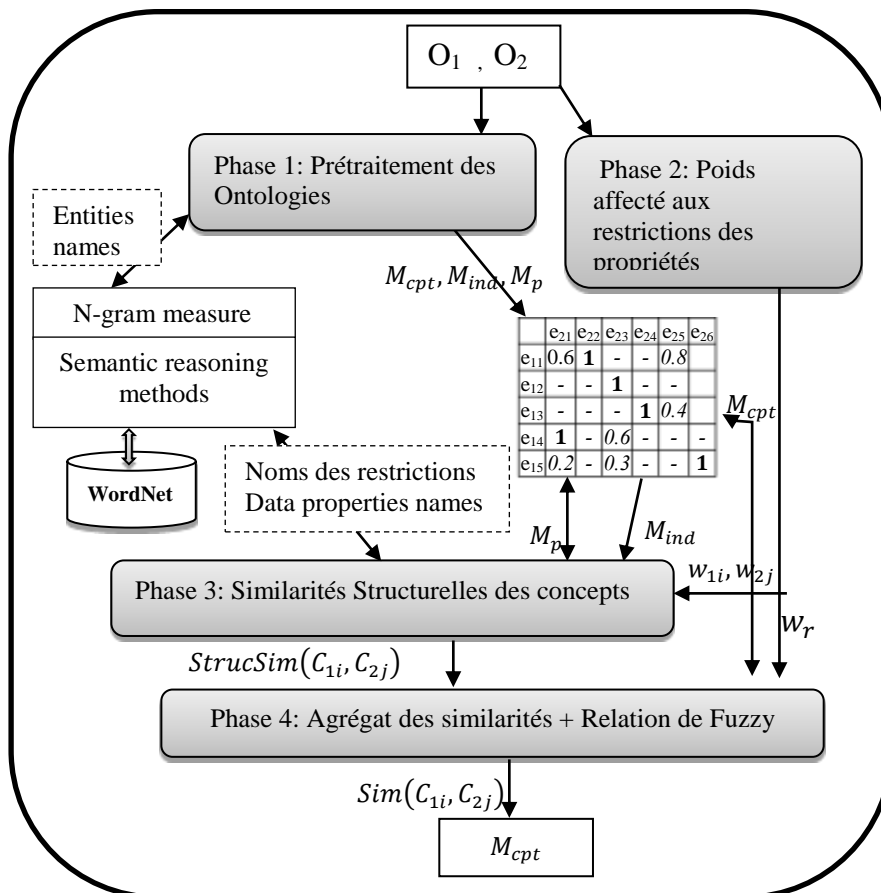 O1 , O2
Phase 1: Prétraitement des
Ontologies
Phase 2: Poids
affecté aux
restrictions des
propriétés
Entities
names
M_cpt, M_ind, M_p
N-gram measure
Semantic reasoning
methods
WordNet
e21 e22 e23 e24 e25 e26
e11 0.6 1 - - 0.8
e12 - - 1 - -
e13 - - - 1 0.4
e14 1 - 0.6 - - -
e15 0.2 - 0.3 - - 1
M_cpt
Noms des restrictions
Data properties names
M_p
M_ind
w_1i, w_2j
Phase 3: Similarités Structurelles des concepts
W_r
StrucSim(C_1i, C_2j)
Phase 4: Agrégat des similarités + Relation de Fuzzy
Sim(C_1i, C_2j)
M_cpt